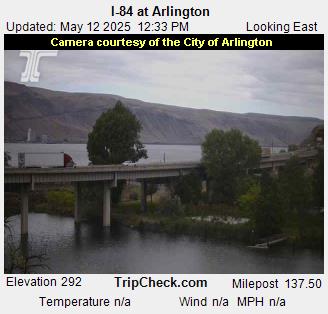 I-84 at Arlington
Updated: May 12 2025 12:33 PM Looking East
Camera courtesy of the City of Arlington
Elevation 292 TripCheck.com Milepost 137.50
Temperature n/a Wind n/a MPH n/a